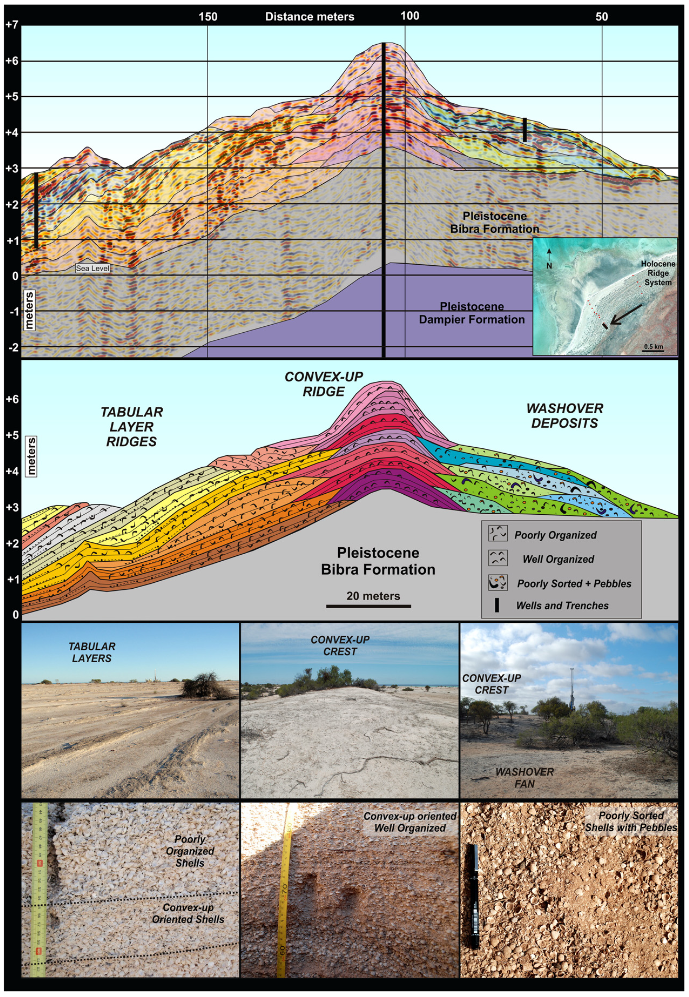 150
Distance meters
100
50
+7
+6
+5
+4
+3
+2
+1
0
-1
-2
meters
Sea Level
Pleistocene
Bibra Formation
Pleistocene
Dampier Formation
N
Holocene
Ridge
System
0.5 km
+6
+5
+4
+3
+2
+1
0
meters
TABULAR
LAYER
RIDGES
CONVEX-UP
RIDGE
WASHOVER
DEPOSITS
Pleistocene
Bibra Formation
20 meters
Poorly Organized
Well Organized
Poorly Sorted + Pebbles
Wells and Trenches
TABULAR
LAYERS
CONVEX-UP
CREST
CONVEX-UP
CREST
WASHOVER
FAN
Poorly
Organized
Shells
Convex-up
Oriented Shells
Convex-up oriented
Well Organized
Poorly Sorted
Shells with Pebbles